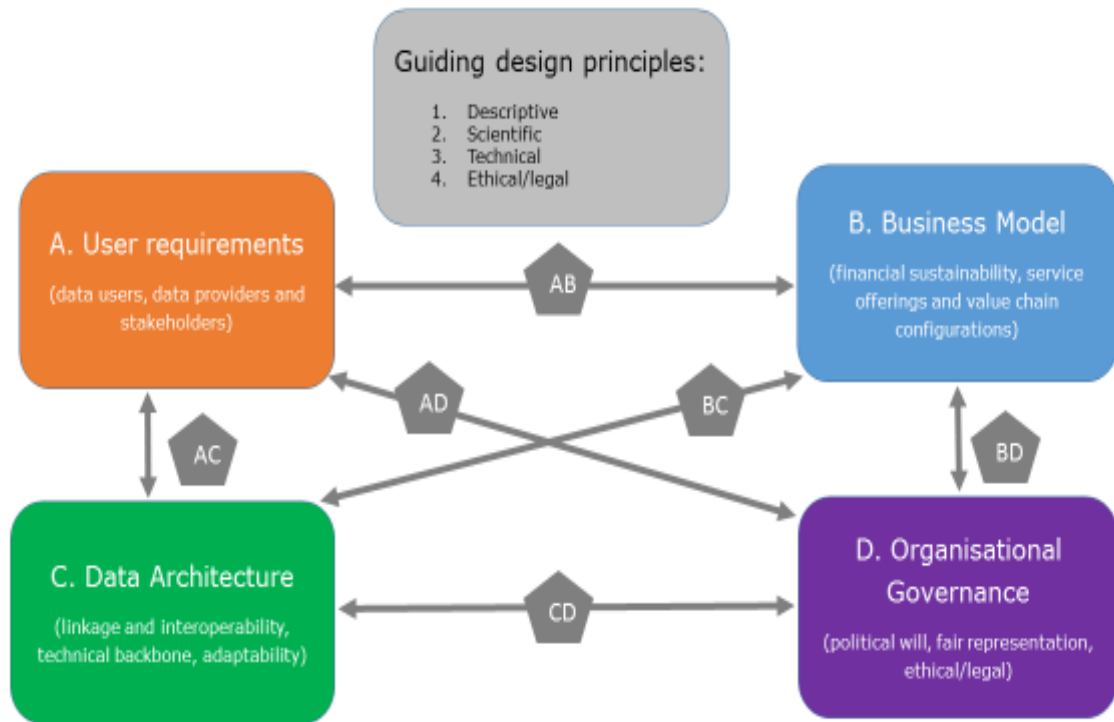 Guiding design principles:
1. Descriptive
2. Scientific
3. Technical
4. Ethical/legal
A. User requirements
(data users, data providers and
stakeholders)
B. Business Model
(financial sustainability, service
offerings and value chain
configurations)
AB
AD
BC
AC
BD
C. Data Architecture
(linkage and interoperability,
technical backbone, adaptability)
CD
D. Organisational
Governance
(political will, fair representation,
ethical/legal)